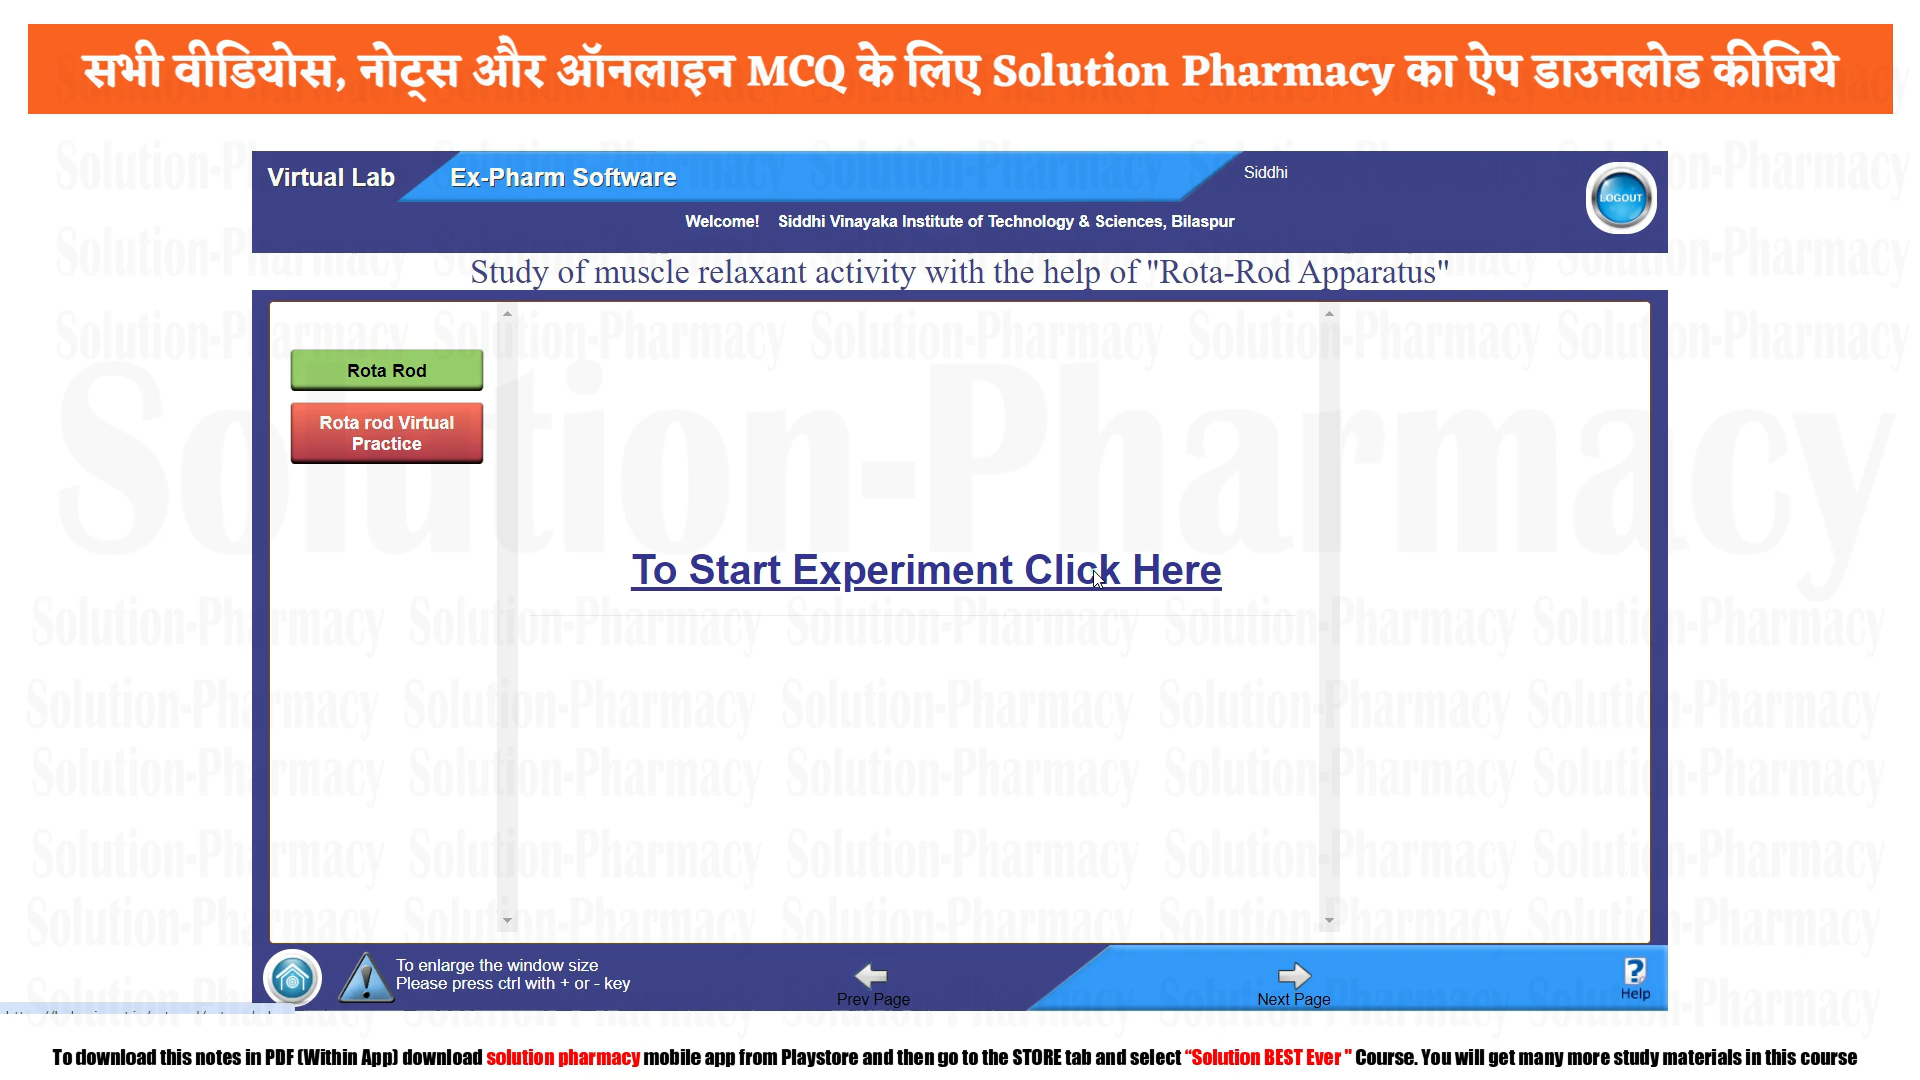 सभी वीडियोस, नोट्स और ऑनलाइन MCQ के लिए Solution Pharmacy का ऐप डाउनलोड कीजिये
Virtual Lab
Ex-Pharm Software
Siddhi
LOGOUT
Welcome! Siddhi Vinayaka Institute of Technology & Sciences, Bilaspur
Study of muscle relaxant activity with the help of "Rota-Rod Apparatus"
Rota Rod
Rota rod Virtual
Practice
Solution-Pharmacy
To Start Experiment Click Here
To enlarge the window size
Please press ctrl with + or - key
Prev Page
Next Page
Help
To download this notes in PDF (Within App) download solution pharmacy mobile app from Playstore and then go to the STORE tab and select “Solution BEST Ever " Course. You will get many more study materials in this course